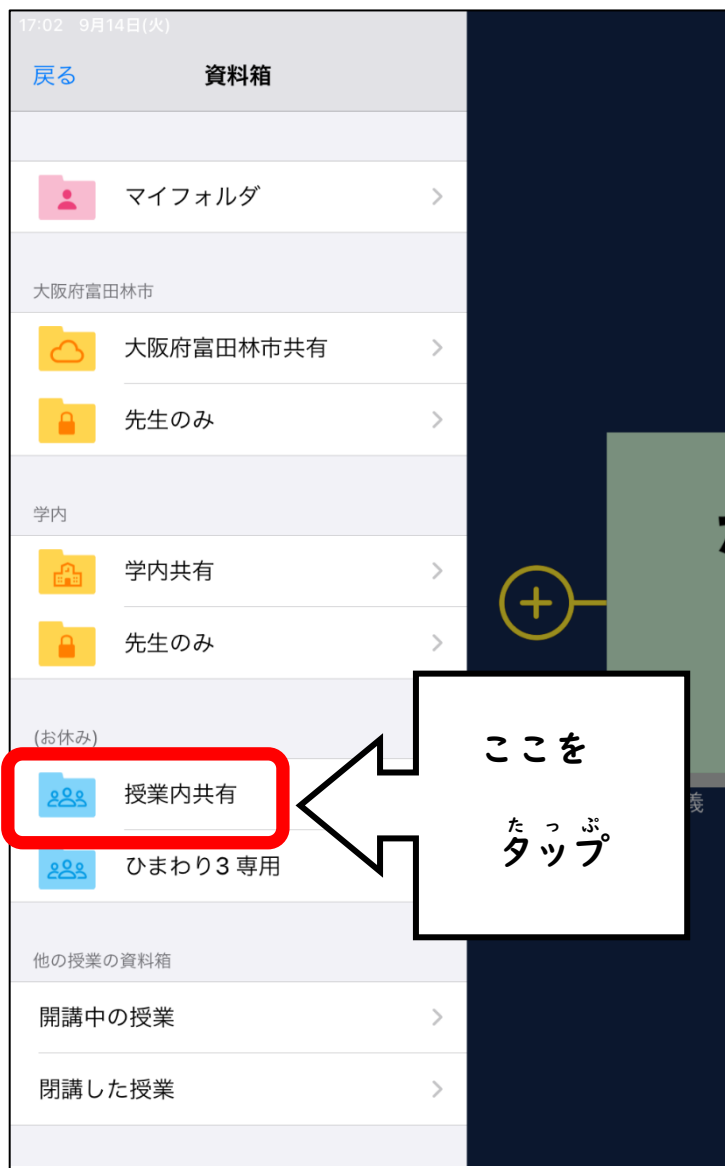 17:02 9月14日(火)
戻る 資料箱
マイフォルダ
大阪府富田林市
大阪府富田林市共有
先生のみ
学内
学内共有
先生のみ
(お休み)
授業内共有
ひまわり3 専用
ここを
たっぷ
タップ
義
他の授業の資料箱
開講中の授業
閉講した授業